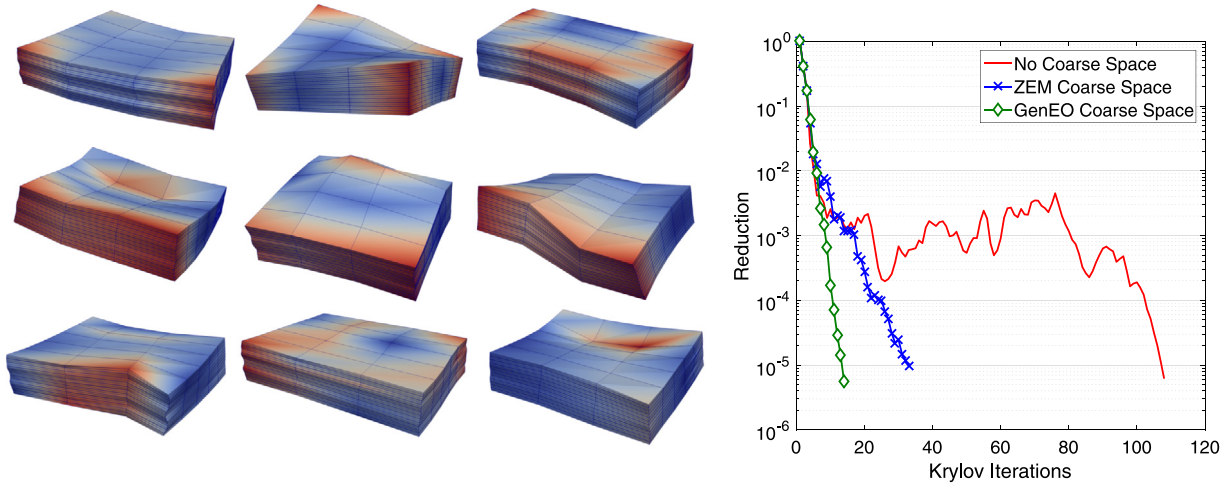 No Coarse Space
ZEM Coarse Space
GenEO Coarse Space
10^0
10^-1
10^-2
10^-3
10^-4
10^-5
10^-6
Reduction
0 20 40 60 80 100 120
Krylov Iterations